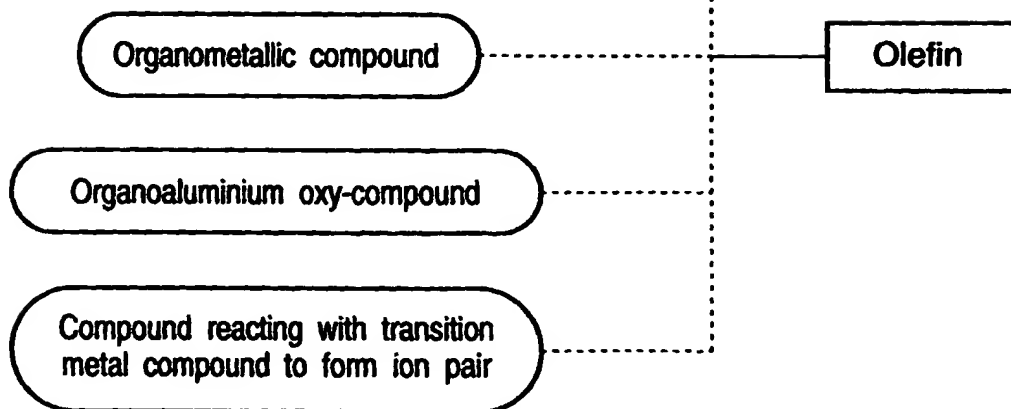 Organometallic compound
Olefin
Organoaluminium oxy-compound
Compound reacting with transition
metal compound to form ion pair